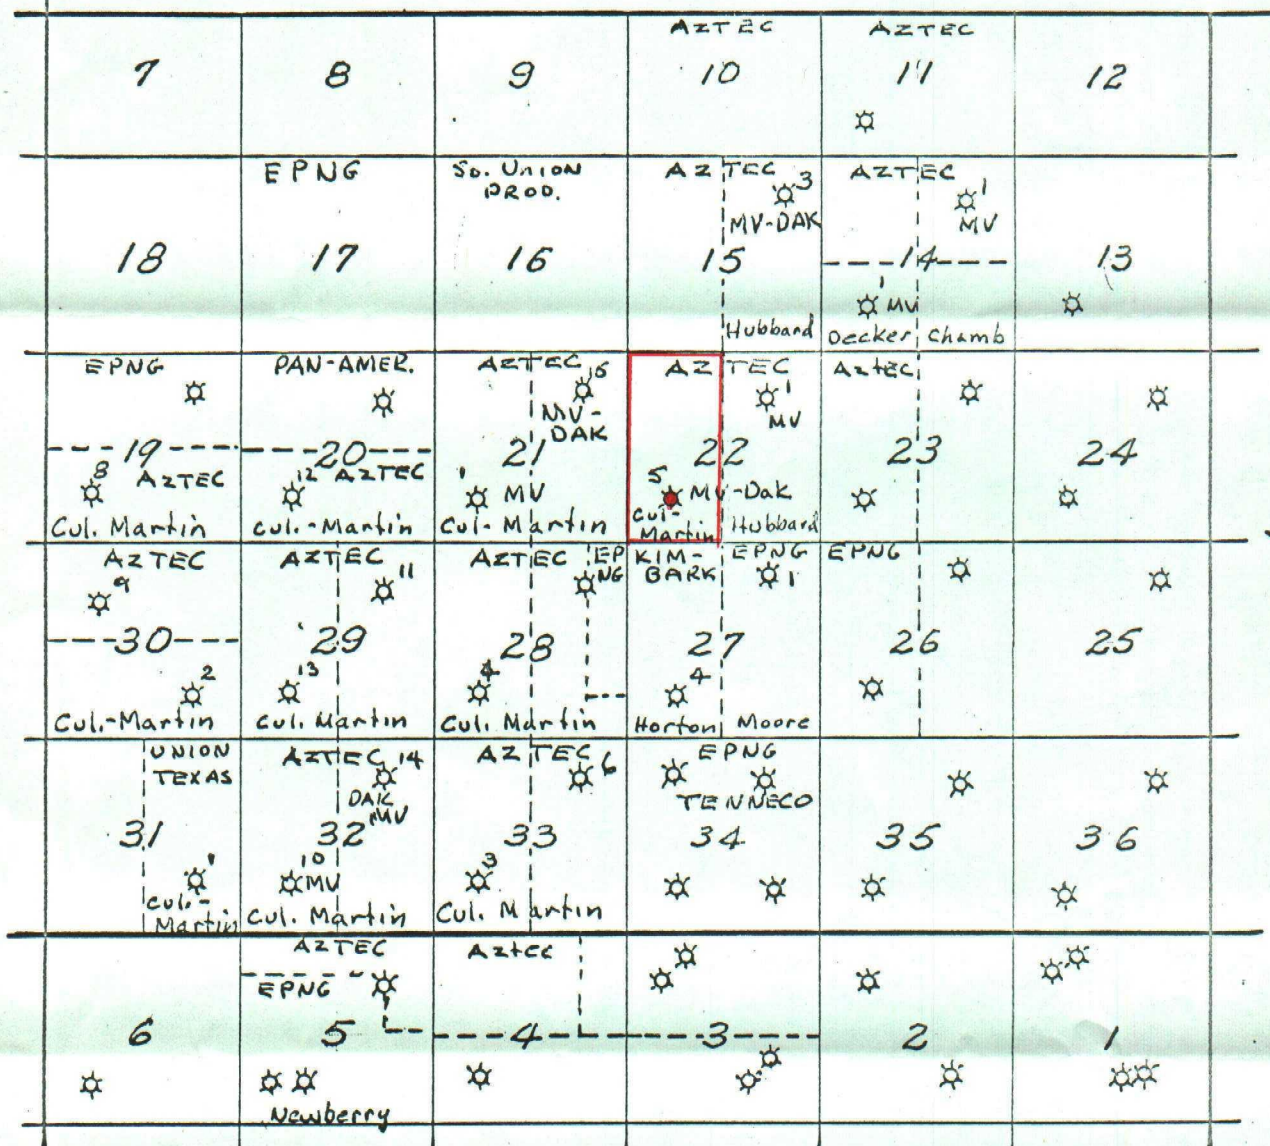 AZTEC AZTEC
7 8 9 10 11 12
EPNG So. Union Prod. AZTEC AZTEC
3 1
MV-DAK MV
18 17 16 15 14 13
1 MV
Hubbard Decker Chamb
EPNG PAN-AMER. AZTEC AZTEC Aztec
15 1
MV-DAK MV
19 20 21 22 23 24
8 AZTEC 12 AZTEC 1 MV 5 MV-Dak
Cul. Martin Cul.-Martin Cul-Martin Cul-Martin Hubbard
AZTEC AZTEC AZTEC EPNG KIM-BARK EPNG EPNG
9 11 1
30 29 28 27 26 25
2 13 4 4
Cul.-Martin Cul. Martin Cul. Martin Horton Moore
UNION TEXAS AZTEC 14 AZTEC 6 EPNG
DAK MV TENNECO
31 32 33 34 35 36
1 10 MV 3
Cul.-Martin Cul. Martin Cul. Martin
AZTEC Aztec
EPNG
6 5 4 3 2 1
Newberry